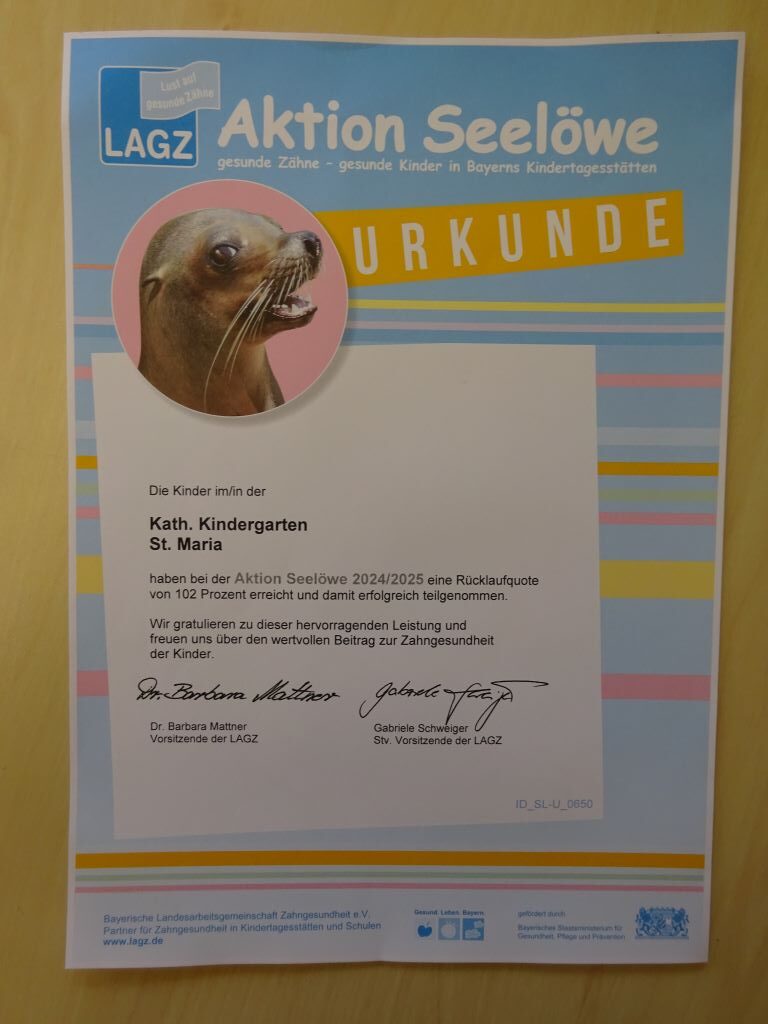 Lust auf
gesunde Zähne
LAGZ
Aktion Seelöwe
gesunde Zähne – gesunde Kinder in Bayerns Kindertagesstätten
URKUNDE
Die Kinder im/in der
Kath. Kindergarten
St. Maria
haben bei der Aktion Seelöwe 2024/2025 eine Rücklaufquote
von 102 Prozent erreicht und damit erfolgreich teilgenommen.
Wir gratulieren zu dieser hervorragenden Leistung und
freuen uns über den wertvollen Beitrag zur Zahngesundheit
der Kinder.
Dr. Barbara Mattner
Gabriele
Dr. Barbara Mattner
Vorsitzende der LAGZ
Gabriele Schweiger
Stv. Vorsitzende der LAGZ
ID_SL-U_0650
Bayerische Landesarbeitsgemeinschaft Zahngesundheit e.V.
Partner für Zahngesundheit in Kindertagesstätten und Schulen
www.lagz.de
Gesund. Leben. Bayern.
gefördert durch
Bayerisches Staatsministerium für
Gesundheit, Pflege und Prävention